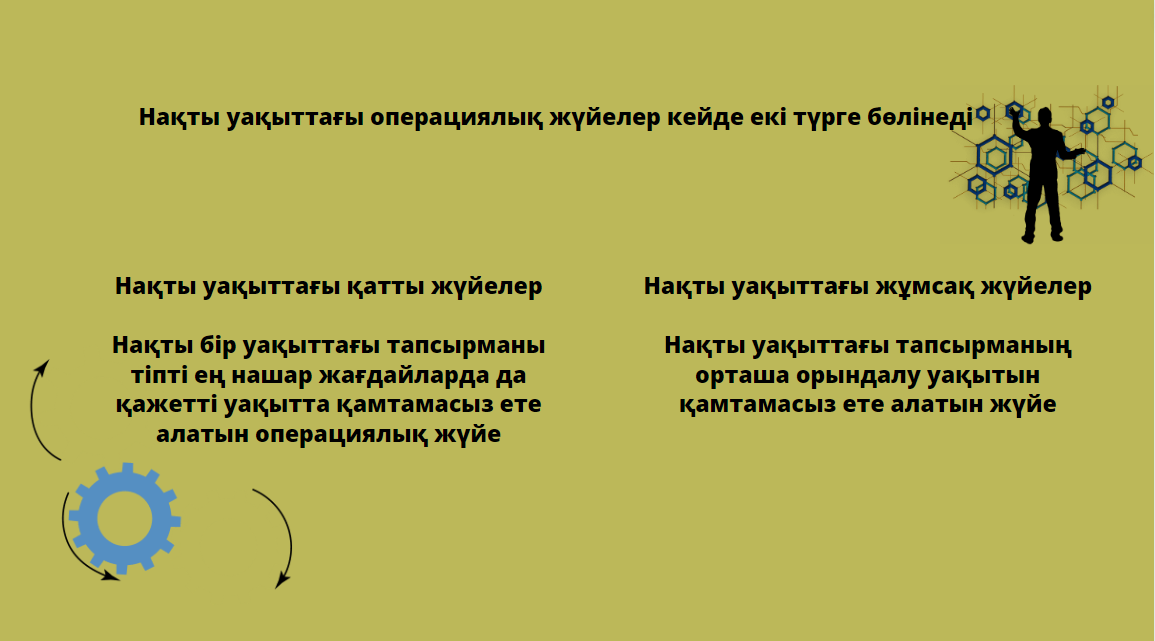 Нақты уақыттағы операциялық жүйелер кейде екі түрге бөлінеді
Нақты уақыттағы қатты жүйелер
Нақты бір уақыттағы тапсырманы
тіпті ең нашар жағдайларда да
қажетті уақытта қамтамасыз ете
алатын операциялық жүйе
Нақты уақыттағы жұмсақ жүйелер
Нақты уақыттағы тапсырманың
орташа орындалу уақытын
қамтамасыз ете алатын жүйе